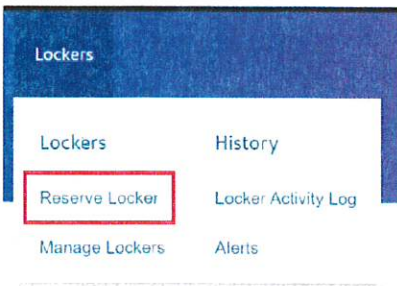 Lockers
Lockers
History
Reserve Locker
Locker Activity Log
Manage Lockers
Alerts